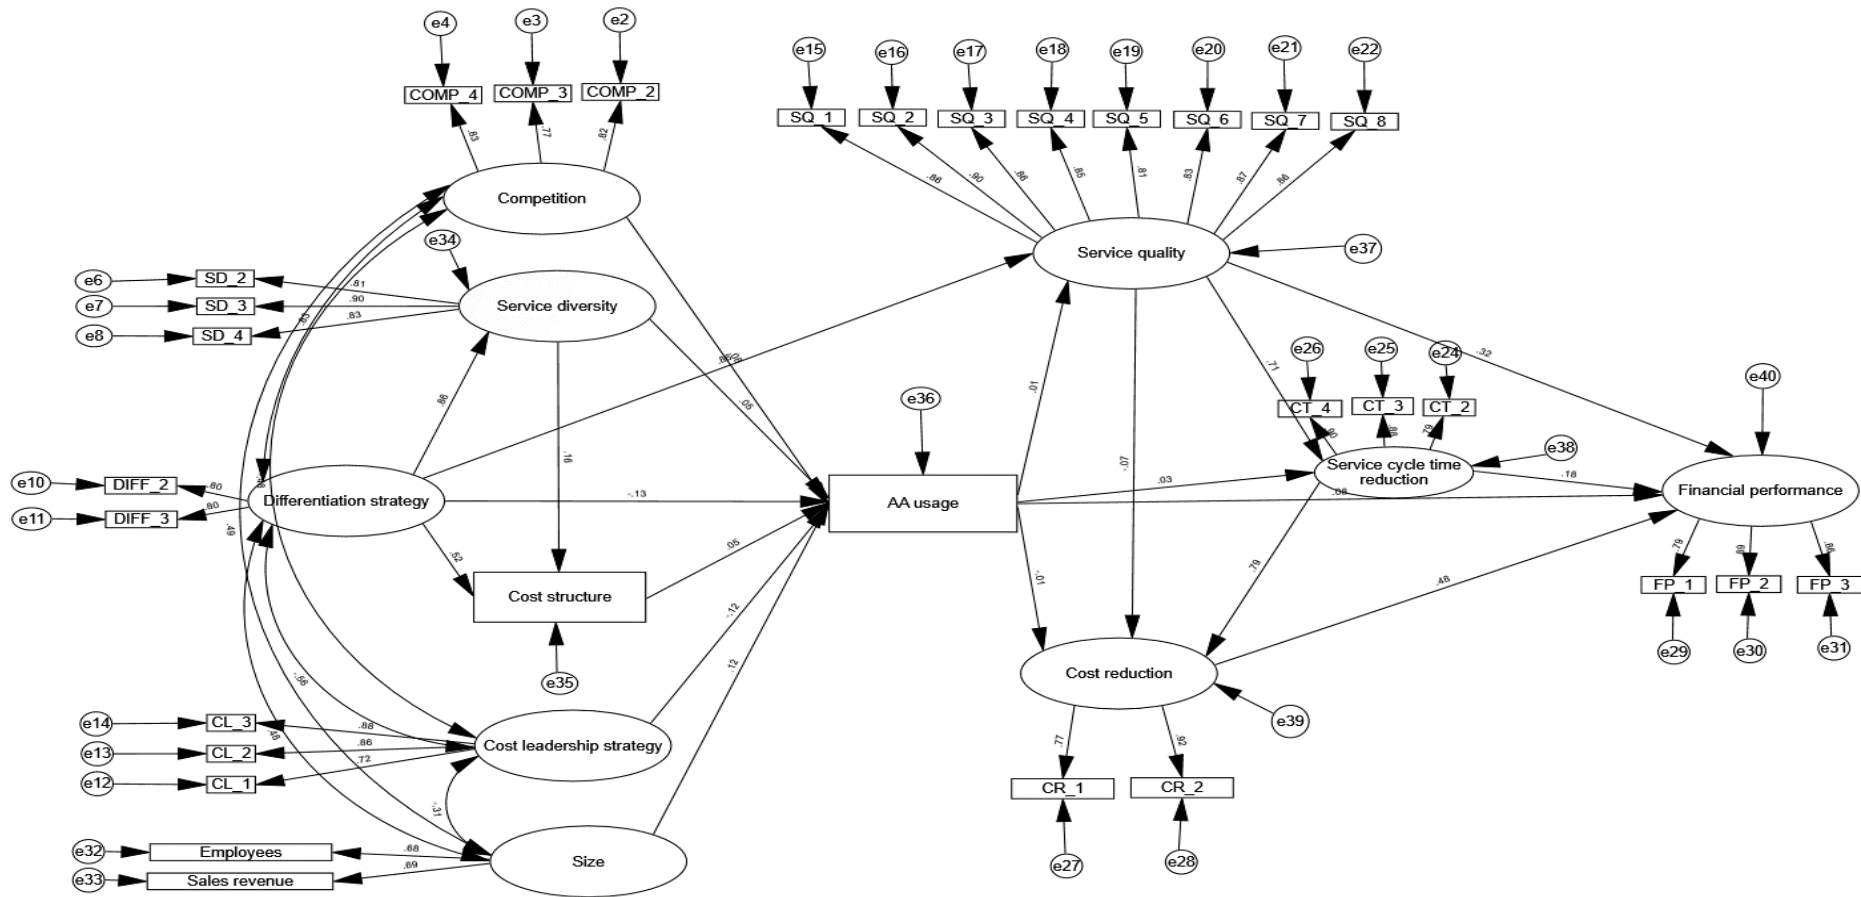 e4
e3
e2
COMP_4
COMP_3
COMP_2
.83
.77
.82
Competition
e15
e16
e17
e18
e19
e20
e21
e22
SQ_1
SQ_2
SQ_3
SQ_4
SQ_5
SQ_6
SQ_7
SQ_8
.86
.90
.86
.85
.81
.83
.87
.86
Service quality
e37
e34
e6
SD_2
e7
SD_3
e8
SD_4
.81
.90
.83
Service diversity
.83
.86
.16
.05
.01
-.07
.71
.32
e26
e25
e24
CT_4
CT_3
CT_2
.90
.88
.79
Service cycle time
reduction
e38
e40
e36
AA usage
.03
.08
.18
Financial performance
e10
DIFF_2
e11
DIFF_3
.80
.80
Differentiation strategy
-.13
.52
.49
Cost structure
.05
e35
-.12
.12
-.01
.79
.48
.79
.89
.86
FP_1
FP_2
FP_3
e29
e30
e31
Cost reduction
e39
.77
.92
CR_1
CR_2
e27
e28
e14
CL_3
e13
CL_2
e12
CL_1
.88
.86
.72
Cost leadership strategy
-.56
.48
-.31
e32
Employees
e33
Sales revenue
.68
.69
Size